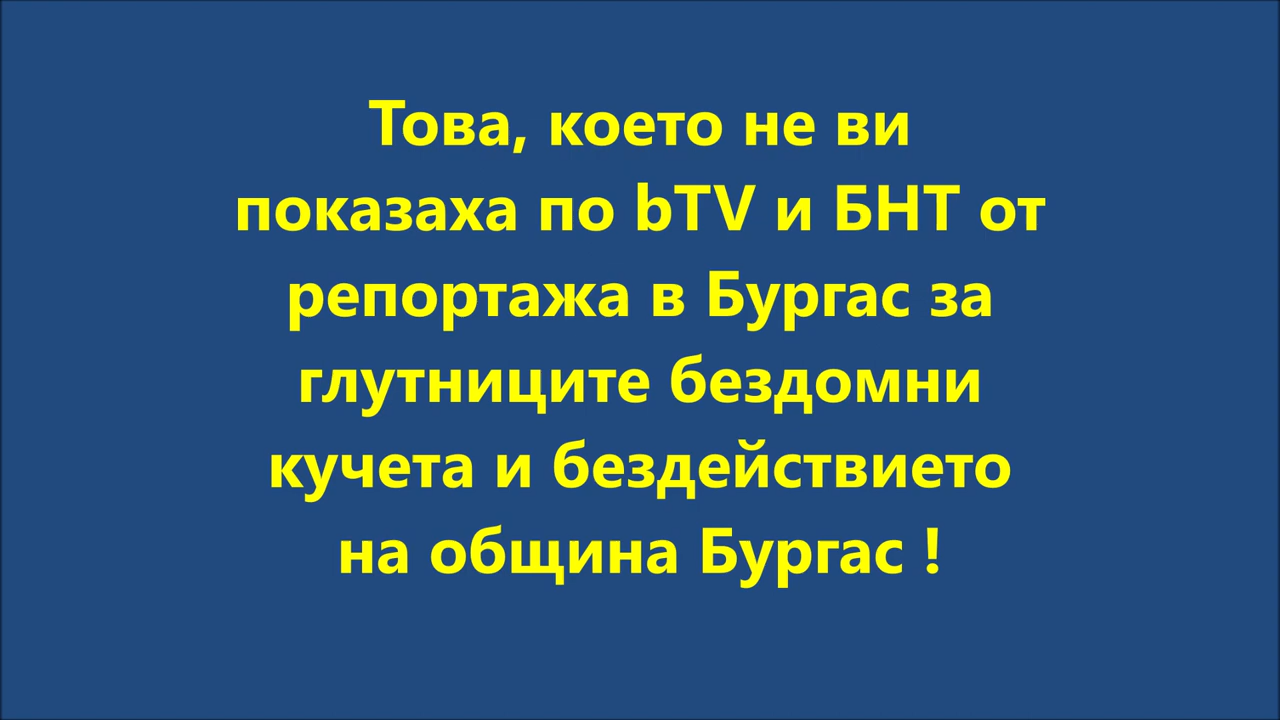 Това, което не ви
показаха по bTV и БНТ от
репортажа в Бургас за
глутниците бездомни
кучета и бездействието
на община Бургас !